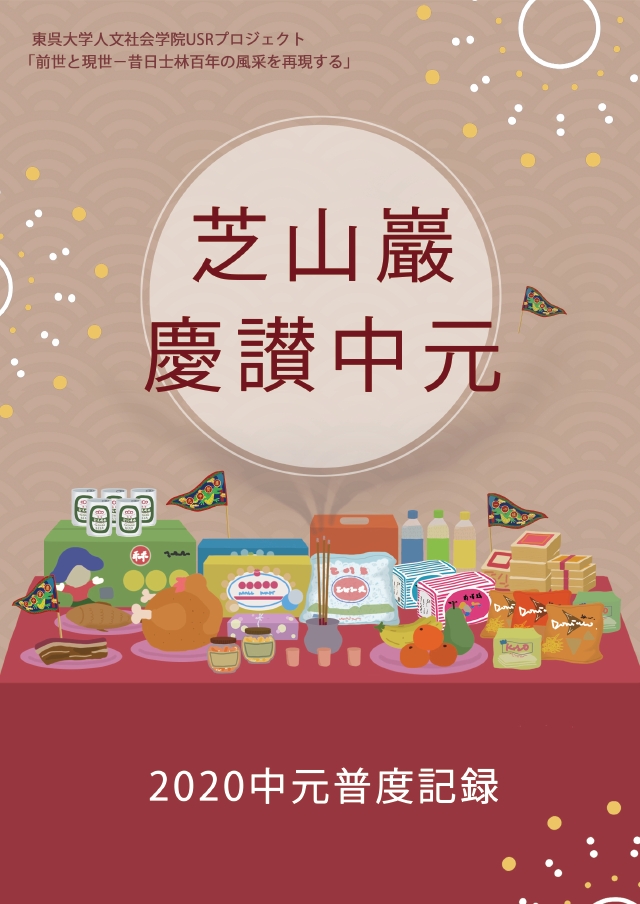 東呉大学人文社会学院USRプロジェクト
「前世と現世－昔日士林百年の風采を再現する」
芝山巖
慶讃中元
2020中元普度記録